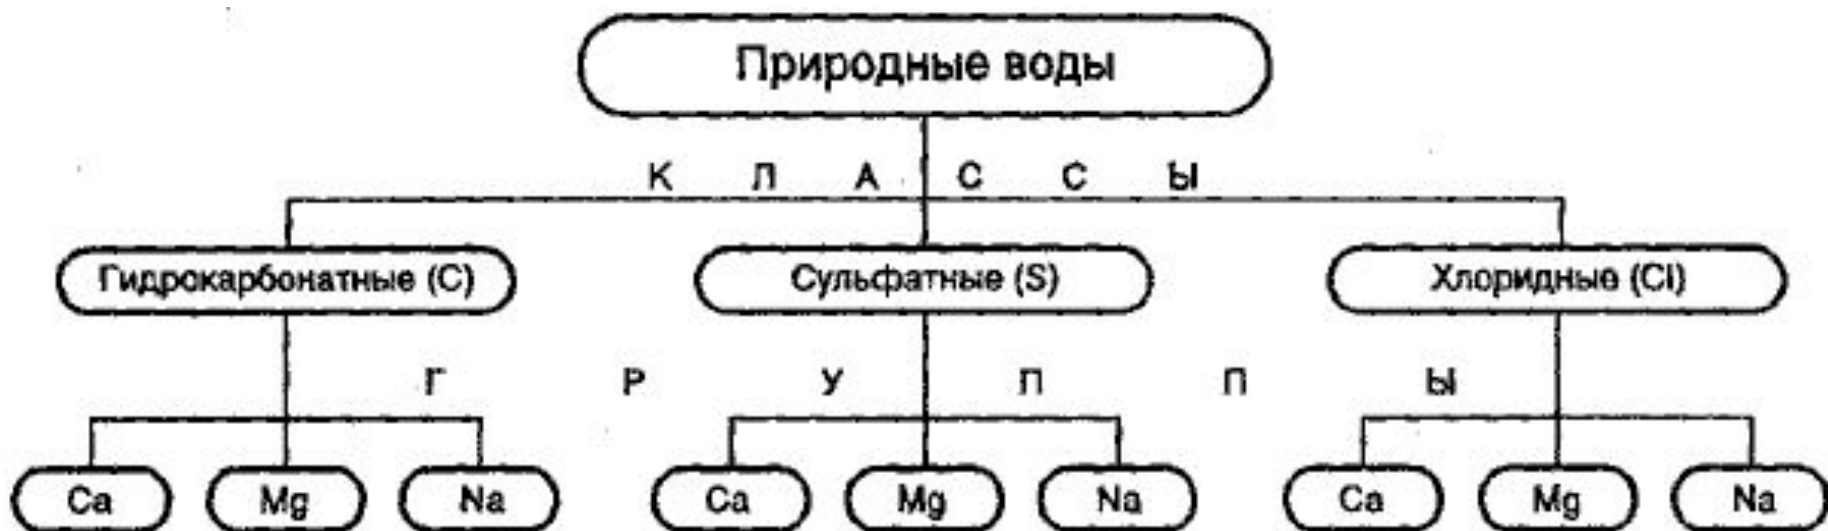 Природные воды
К Л А С С Ы
Гидрокарбонатные (C) Сульфатные (S) Хлоридные (Cl)
Г Р У П П Ы
Ca Mg Na Ca Mg Na Ca Mg Na